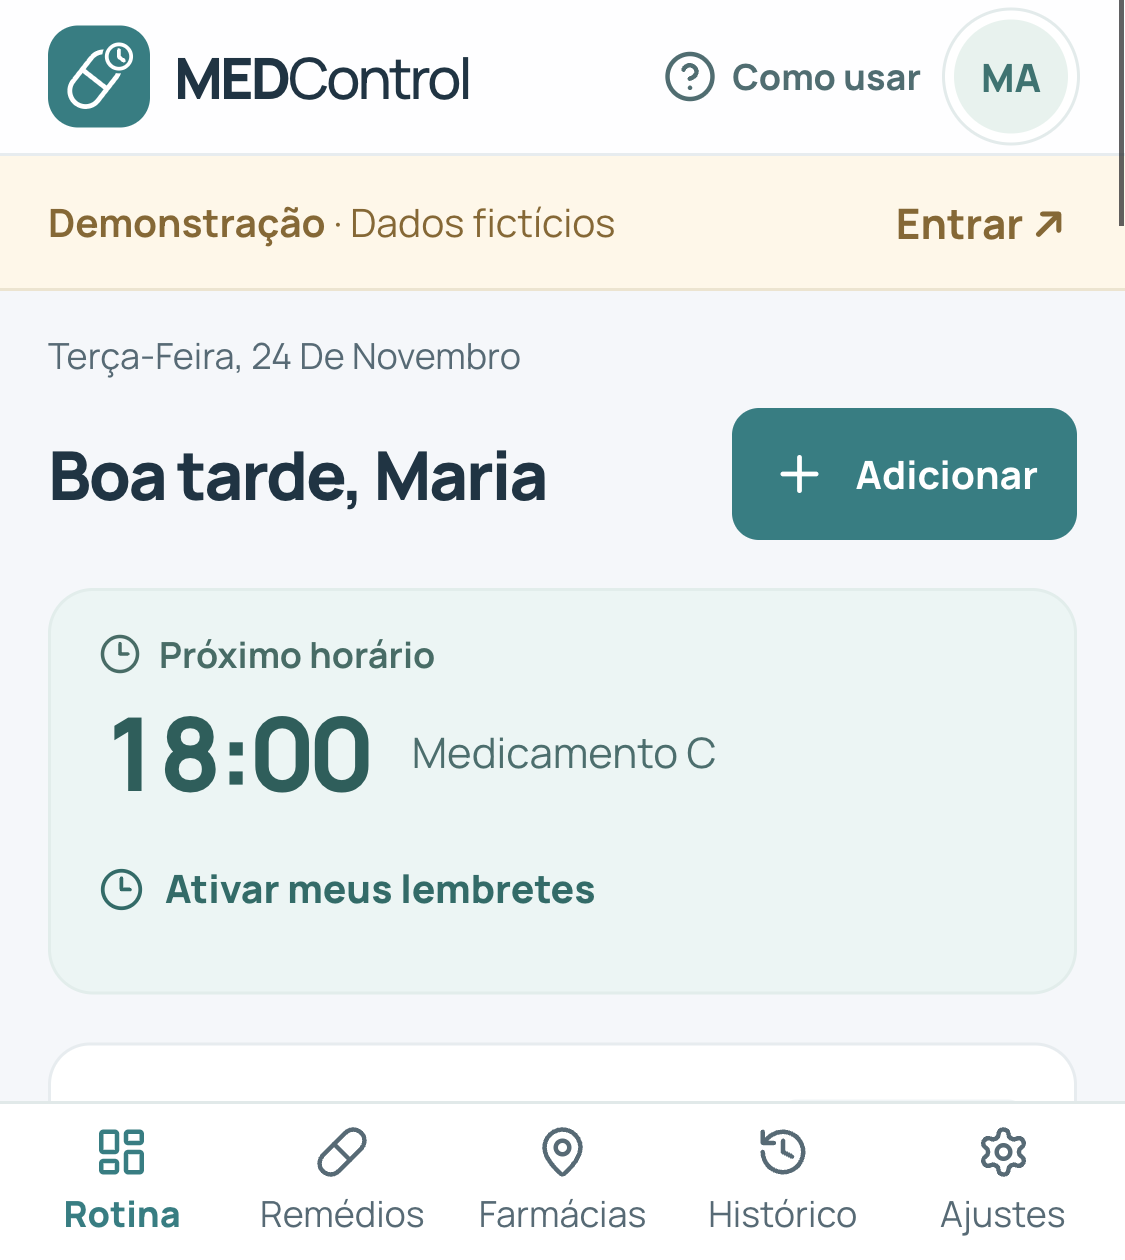 MEDControl
Como usar
MA
Demonstração · Dados fictícios
Entrar
Terça-Feira, 24 De Novembro
Boa tarde, Maria
Adicionar
Próximo horário
18:00 Medicamento C
Ativar meus lembretes
Rotina
Remédios
Farmácias
Histórico
Ajustes